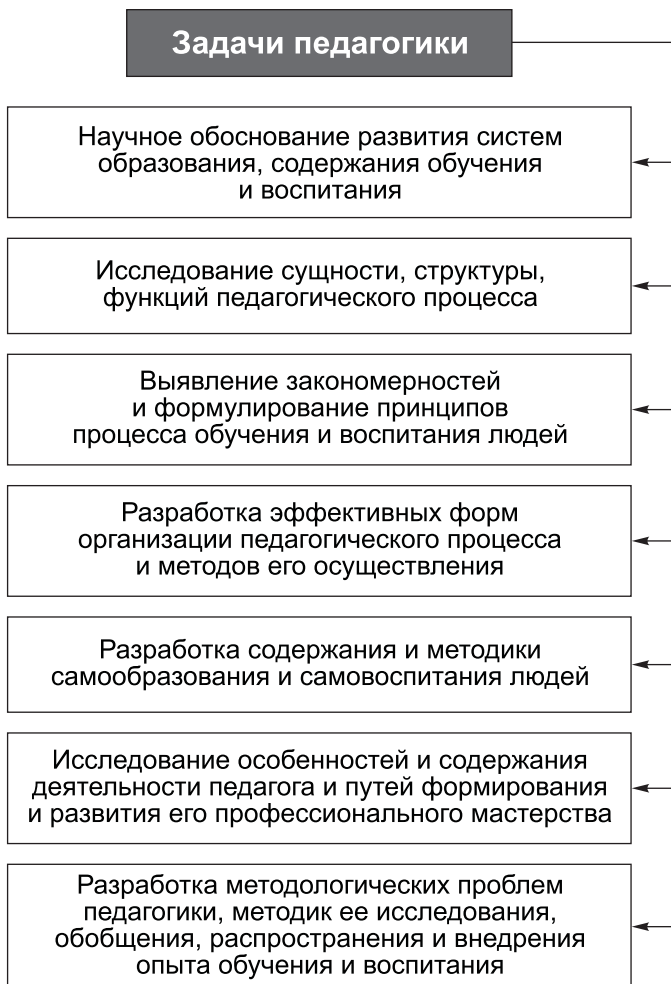 Задачи педагогики
Научное обоснование развития систем
образования, содержания обучения
и воспитания
Исследование сущности, структуры,
функций педагогического процесса
Выявление закономерностей
и формулирование принципов
процесса обучения и воспитания людей
Разработка эффективных форм
организации педагогического процесса
и методов его осуществления
Разработка содержания и методики
самообразования и самовоспитания людей
Исследование особенностей и содержания
деятельности педагога и путей формирования
и развития его профессионального мастерства
Разработка методологических проблем
педагогики, методик ее исследования,
обобщения, распространения и внедрения
опыта обучения и воспитания